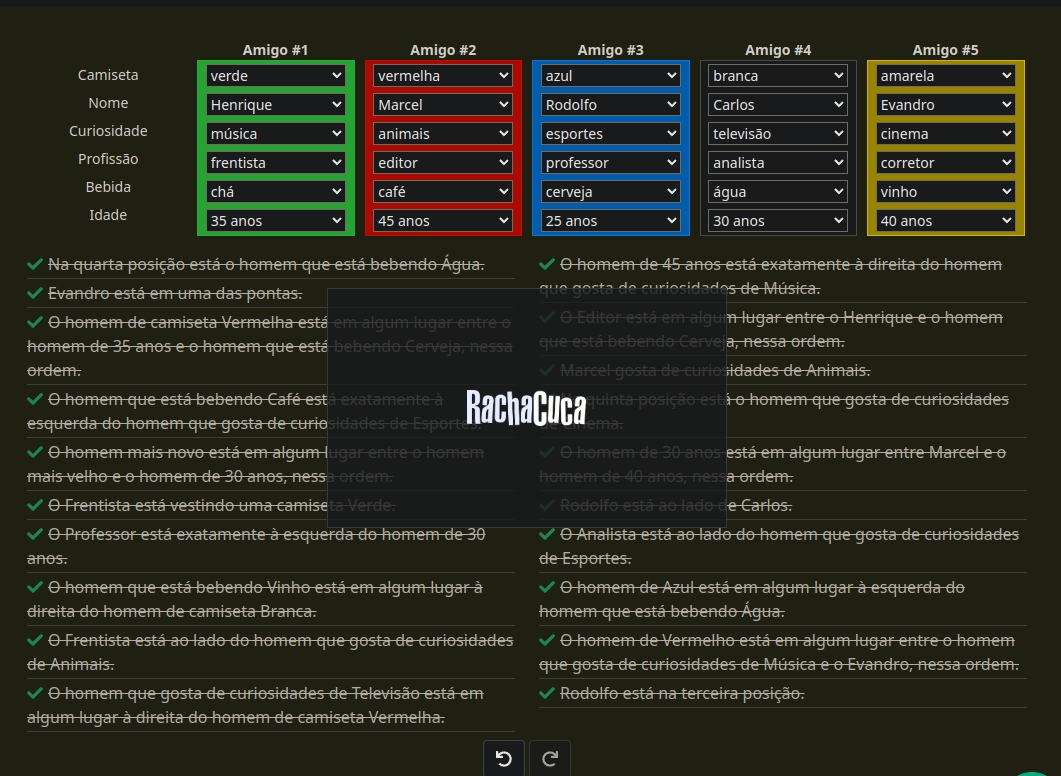 Amigo #1 Amigo #2 Amigo #3 Amigo #4 Amigo #5
Camiseta verde vermelha azul branca amarela
Nome Henrique Marcel Rodolfo Carlos Evandro
Curiosidade música animais esportes televisão cinema
Profissão frentista editor professor analista corretor
Bebida chá café cerveja água vinho
Idade 35 anos 45 anos 25 anos 30 anos 40 anos
Na quarta posição está o homem que está bebendo Água.
Evandro está em uma das pontas.
O homem de camiseta Vermelha está em algum lugar entre o
homem de 35 anos e o homem que está bebendo Cerveja, nessa
ordem.
O homem que está bebendo Café está exatamente à
esquerda do homem que gosta de curiosidades de Esportes.
O homem mais novo está em algum lugar entre o homem
mais velho e o homem de 30 anos, nessa ordem.
O Frentista está vestindo uma camiseta Verde.
O Professor está exatamente à esquerda do homem de 30
anos.
O homem que está bebendo Vinho está em algum lugar à
direita do homem de camiseta Branca.
O Frentista está ao lado do homem que gosta de curiosidades
de Animais.
O homem que gosta de curiosidades de Televisão está em
algum lugar à direita do homem de camiseta Vermelha.
O homem de 45 anos está exatamente à direita do homem
que gosta de curiosidades de Música.
O Editor está em algum lugar entre o Henrique e o homem
que está bebendo Cerveja, nessa ordem.
Marcel gosta de curiosidades de Animais.
Na quinta posição está o homem que gosta de curiosidades
de Cinema.
O homem de 30 anos está em algum lugar entre Marcel e o
homem de 40 anos, nessa ordem.
Rodolfo está ao lado de Carlos.
O Analista está ao lado do homem que gosta de curiosidades
de Esportes.
O homem de Azul está em algum lugar à esquerda do
homem que está bebendo Água.
O homem de Vermelho está em algum lugar entre o homem
que gosta de curiosidades de Música e o Evandro, nessa ordem.
Rodolfo está na terceira posição.
RachaCuca